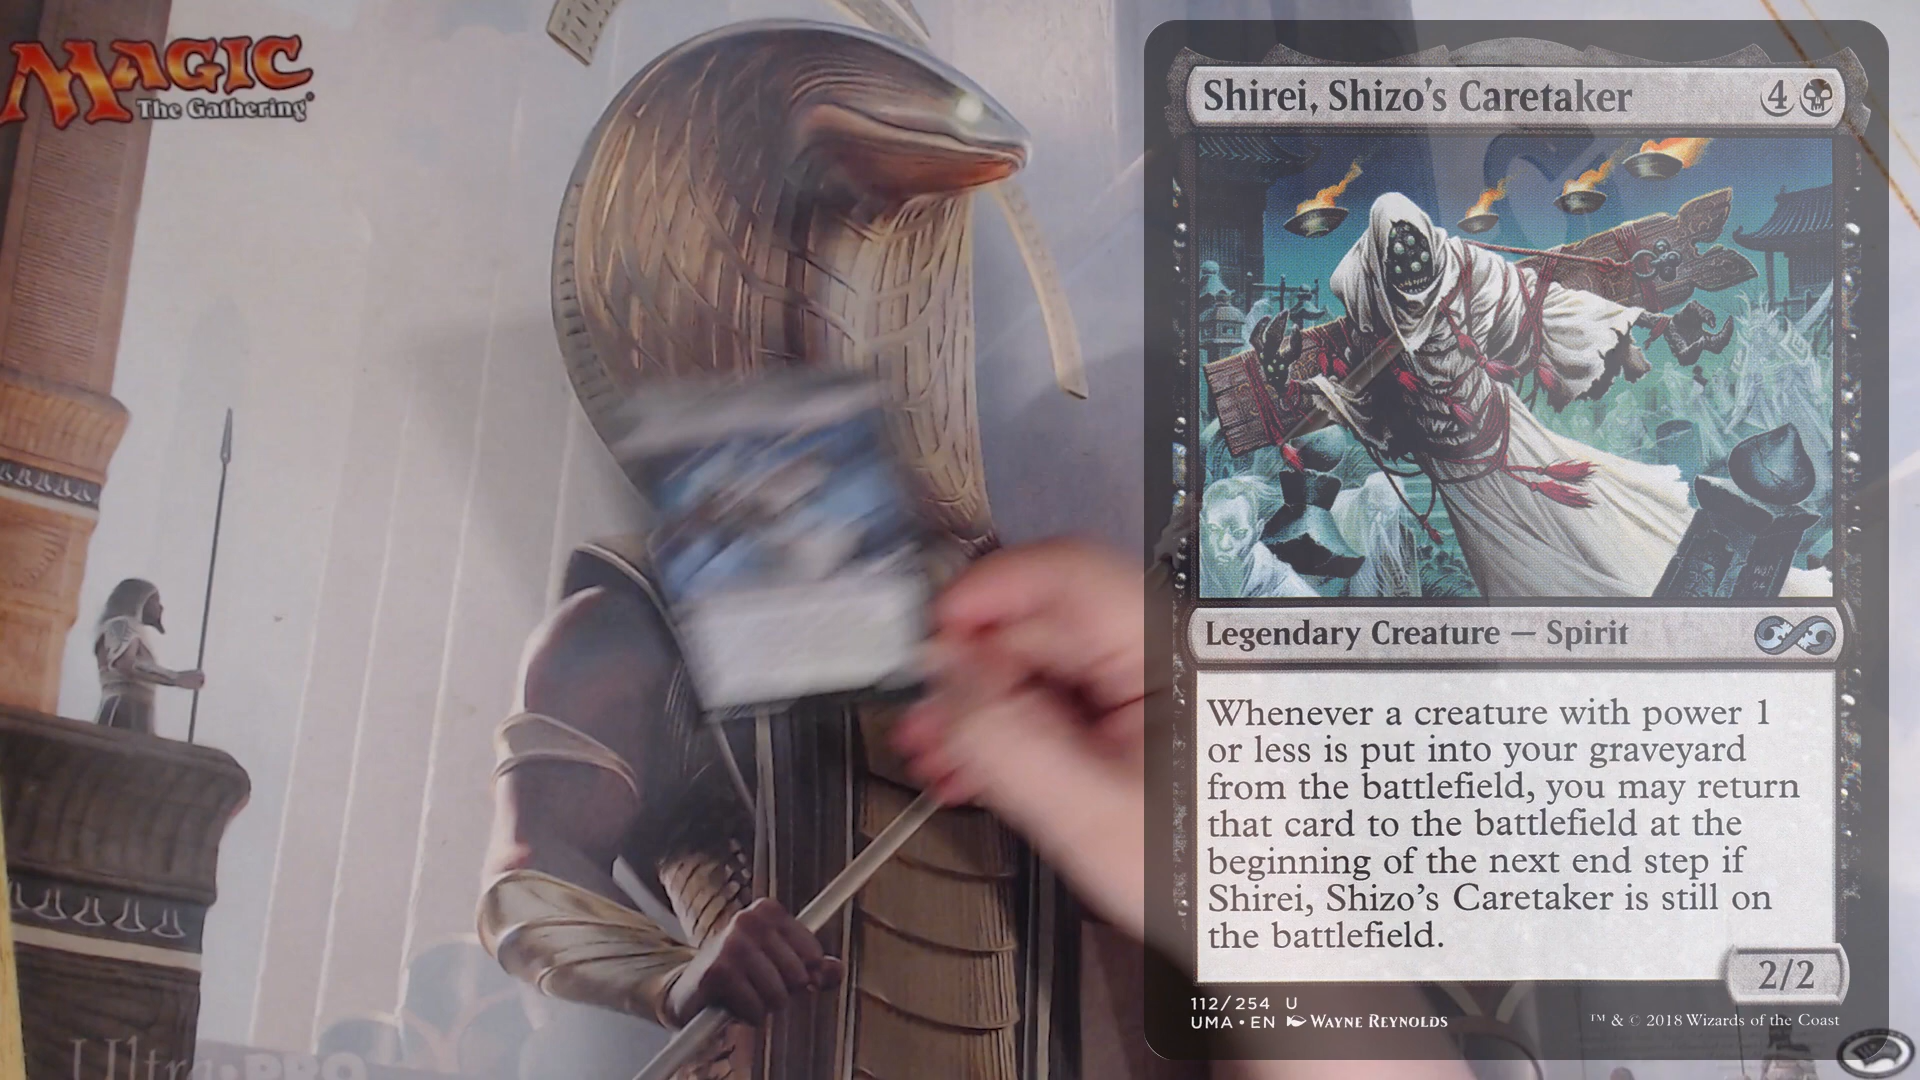 MAGIC
The Gathering®
Shirei, Shizo's Caretaker 4
Legendary Creature — Spirit
Whenever a creature with power 1
or less is put into your graveyard
from the battlefield, you may return
that card to the battlefield at the
beginning of the next end step if
Shirei, Shizo's Caretaker is still on
the battlefield.
2/2
112/254 U
UMA • EN Wayne Reynolds
™ & © 2018 Wizards of the Coast
Ultra•PRO